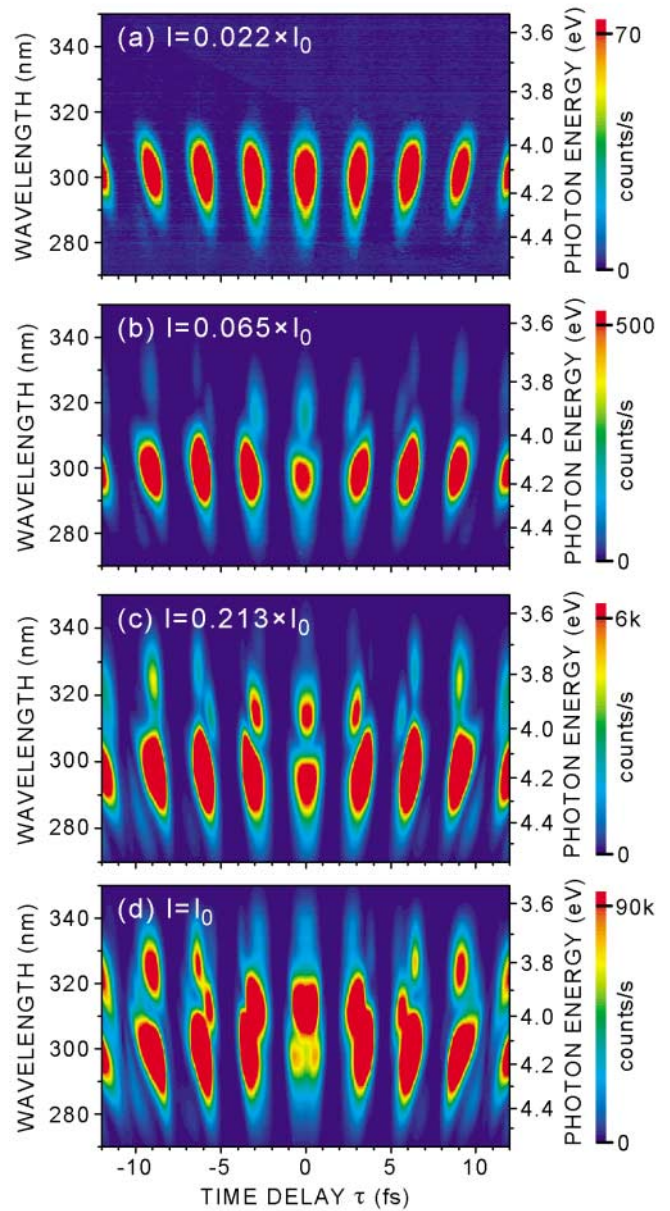 (a) I=0.022×I0
WAVELENGTH (nm)
340
320
300
280
3.6
3.8
4.0
4.2
4.4
PHOTON ENERGY (eV)
70
0
counts/s
(b) I=0.065×I0
WAVELENGTH (nm)
340
320
300
280
3.6
3.8
4.0
4.2
4.4
PHOTON ENERGY (eV)
500
0
counts/s
(c) I=0.213×I0
WAVELENGTH (nm)
340
320
300
280
3.6
3.8
4.0
4.2
4.4
PHOTON ENERGY (eV)
6k
0
counts/s
(d) I=I0
WAVELENGTH (nm)
340
320
300
280
3.6
3.8
4.0
4.2
4.4
PHOTON ENERGY (eV)
90k
0
counts/s
-10 -5 0 5 10
TIME DELAY τ (fs)